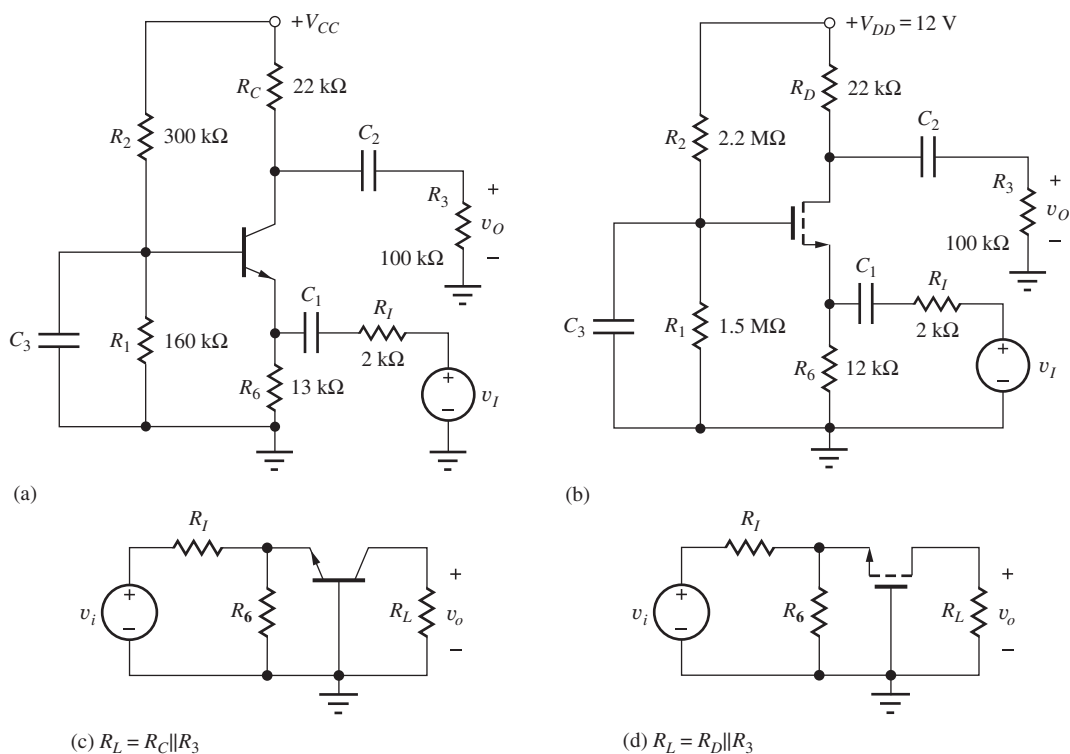 +V_CC
R_C 22 kΩ
R_2 300 kΩ
C_2
R_3
100 kΩ
+
v_O
−
C_3
R_1 160 kΩ
C_1
R_I
2 kΩ
R_6 13 kΩ
+
−
v_I
(a)
+V_DD = 12 V
R_D 22 kΩ
R_2 2.2 MΩ
C_2
R_3
100 kΩ
+
v_O
−
C_3
R_1 1.5 MΩ
C_1
R_I
2 kΩ
R_6 12 kΩ
+
−
v_I
(b)
R_I
v_i
+
−
R_6
R_L
+
v_o
−
(c) R_L = R_C||R_3
R_I
v_i
+
−
R_6
R_L
+
v_o
−
(d) R_L = R_D||R_3